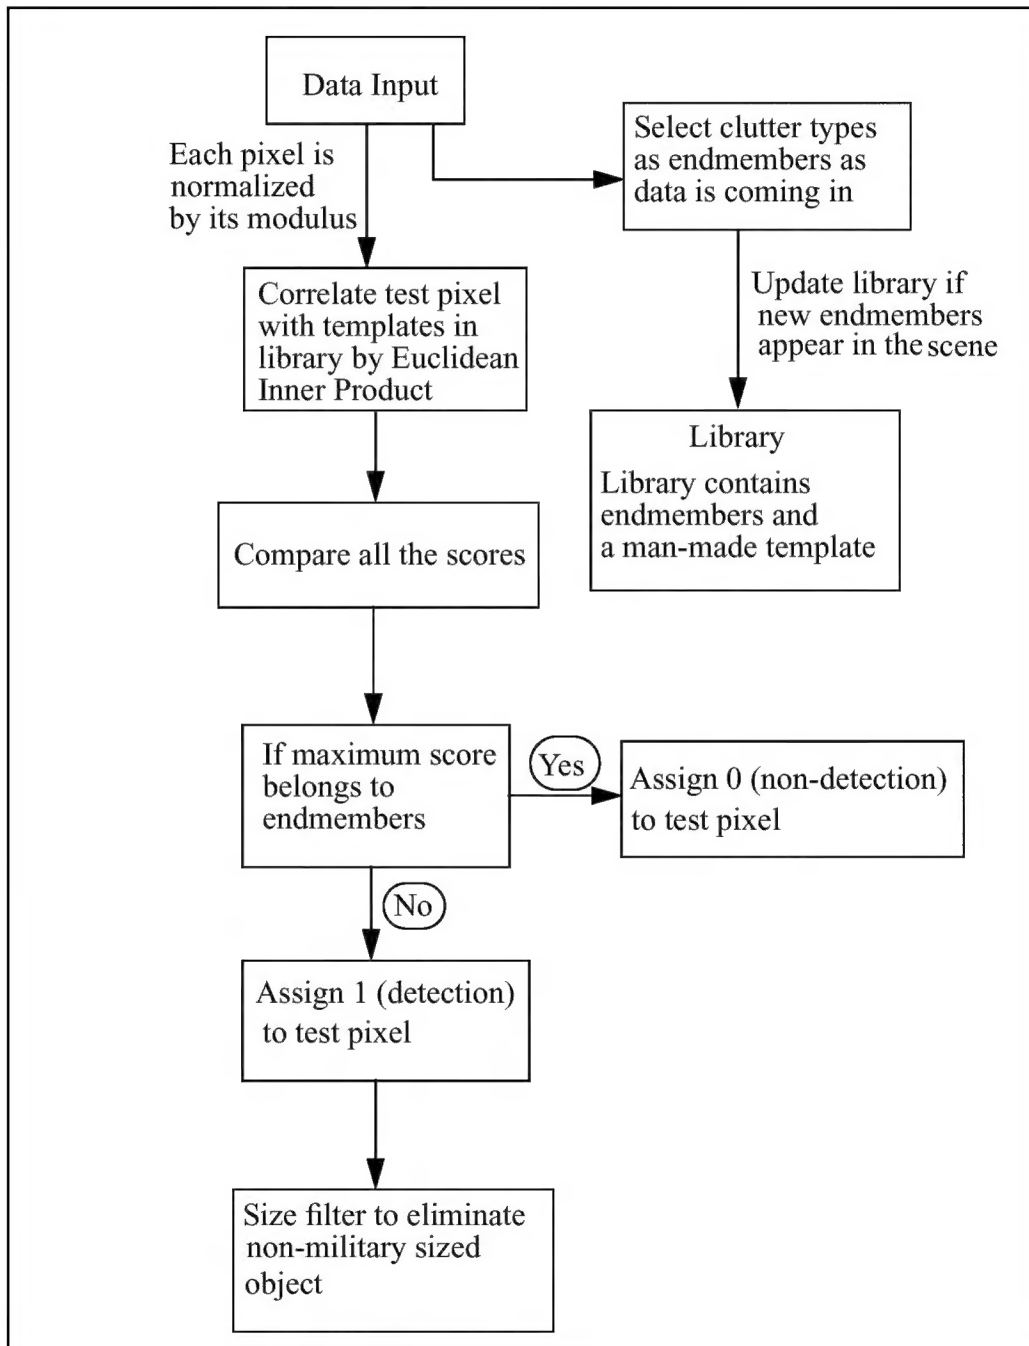 Data Input
Each pixel is
normalized
by its modulus
Select clutter types
as endmembers as
data is coming in
Correlate test pixel
with templates in
library by Euclidean
Inner Product
Update library if
new endmembers
appear in the scene
Library
Library contains
endmembers and
a man-made template
Compare all the scores
If maximum score
belongs to
endmembers
Yes
Assign 0 (non-detection)
to test pixel
No
Assign 1 (detection)
to test pixel
Size filter to eliminate
non-military sized
object